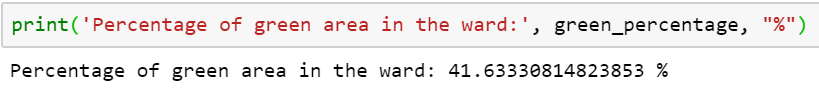 print('Percentage of green area in the ward:', green_percentage, "%")
Percentage of green area in the ward: 41.63330814823853 %